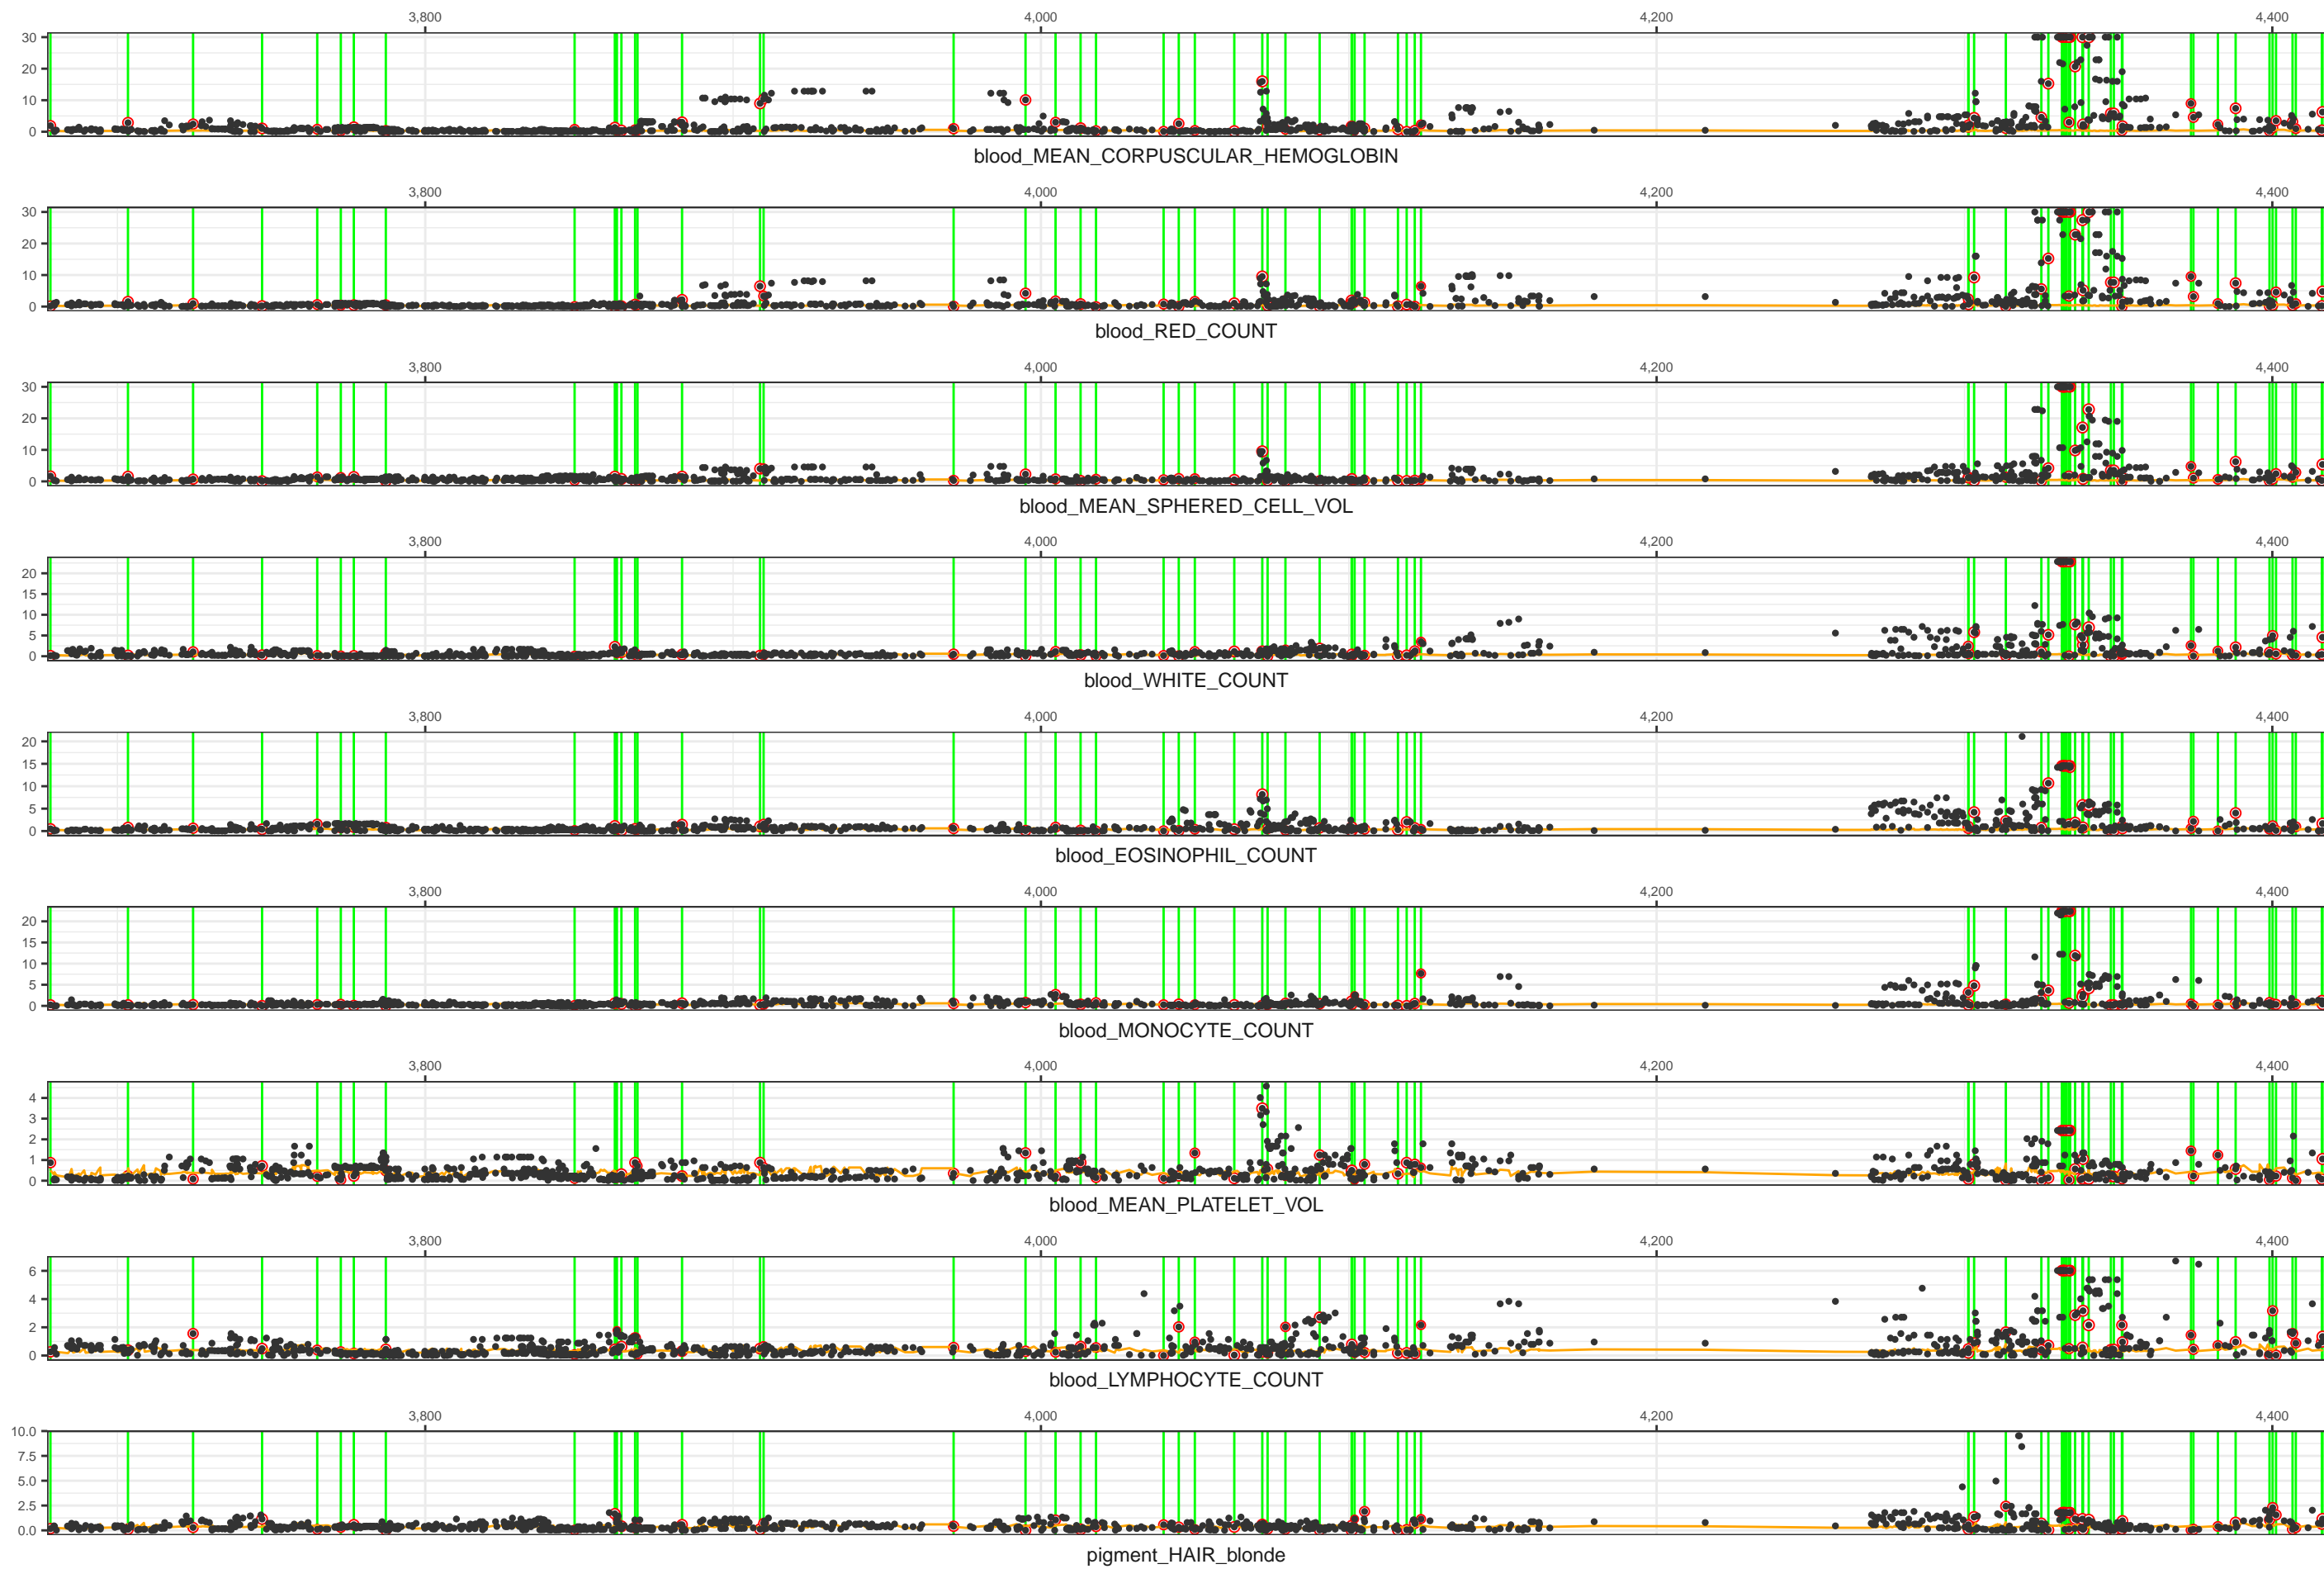 3,800 4,000 4,200 4,400
30
20
10
0
blood_MEAN_CORPUSCULAR_HEMOGLOBIN
3,800 4,000 4,200 4,400
30
20
10
0
blood_RED_COUNT
3,800 4,000 4,200 4,400
30
20
10
0
blood_MEAN_SPHERED_CELL_VOL
3,800 4,000 4,200 4,400
20
15
10
5
0
blood_WHITE_COUNT
3,800 4,000 4,200 4,400
20
15
10
5
0
blood_EOSINOPHIL_COUNT
3,800 4,000 4,200 4,400
20
15
10
5
0
blood_MONOCYTE_COUNT
3,800 4,000 4,200 4,400
4
3
2
1
0
blood_MEAN_PLATELET_VOL
3,800 4,000 4,200 4,400
6
4
2
0
blood_LYMPHOCYTE_COUNT
3,800 4,000 4,200 4,400
10.0
7.5
5.0
2.5
0.0
pigment_HAIR_blonde